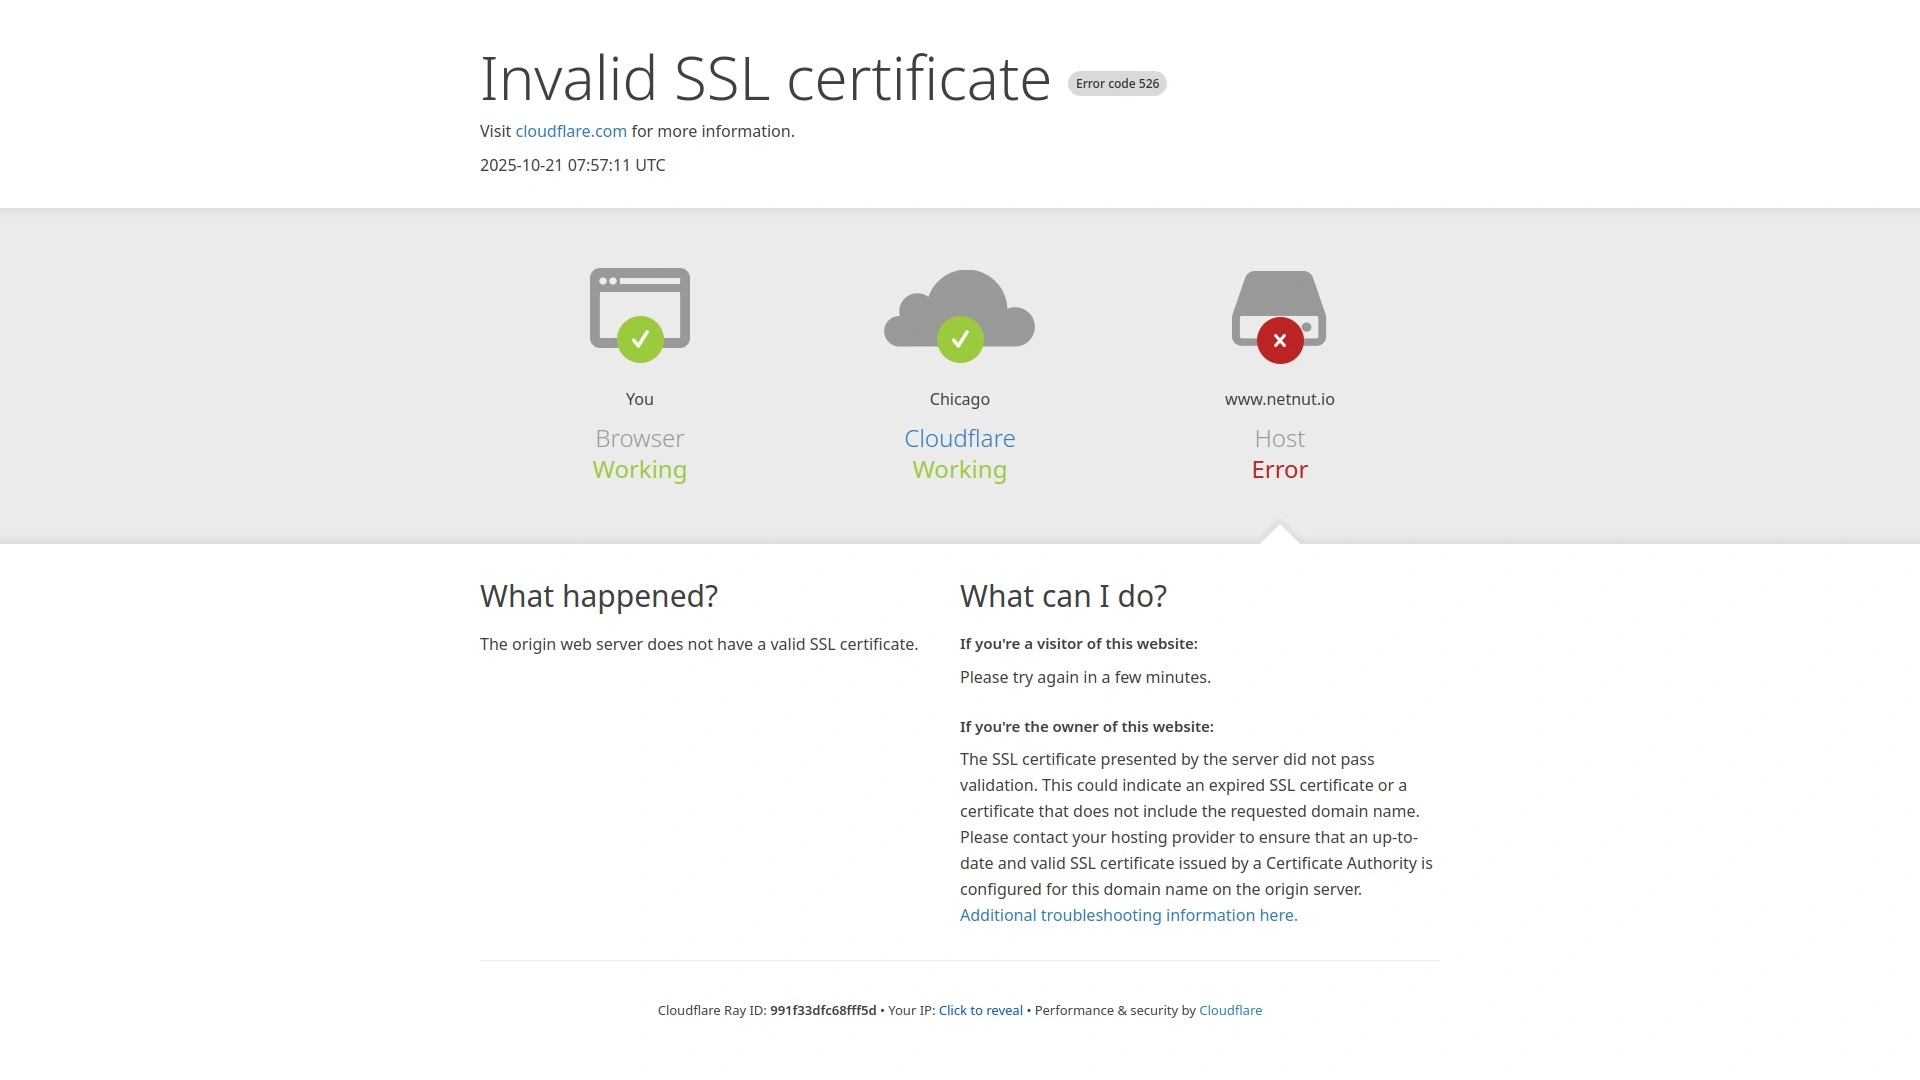 Invalid SSL certificate Error code 526
Visit cloudflare.com for more information.
2025-10-21 07:57:11 UTC
You
Browser
Working
Chicago
Cloudflare
Working
www.netnut.io
Host
Error
What happened?
The origin web server does not have a valid SSL certificate.
What can I do?
If you're a visitor of this website:
Please try again in a few minutes.
If you're the owner of this website:
The SSL certificate presented by the server did not pass
validation. This could indicate an expired SSL certificate or a
certificate that does not include the requested domain name.
Please contact your hosting provider to ensure that an up-to-
date and valid SSL certificate issued by a Certificate Authority is
configured for this domain name on the origin server.
Additional troubleshooting information here.
Cloudflare Ray ID: 991f33dfc68fff5d • Your IP: Click to reveal • Performance & security by Cloudflare